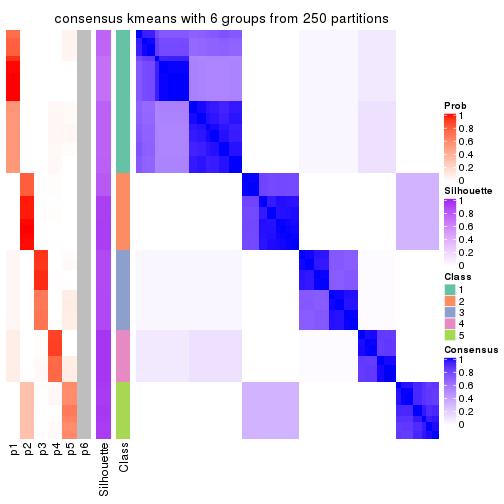 consensus kmeans with 6 groups from 250 partitions
Prob
1
0.8
0.6
0.4
0.2
0
Silhouette
1
0.8
0.6
0.4
0.2
0
Class
1
2
3
4
5
Consensus
1
0.8
0.6
0.4
0.2
0
p1
p2
p3
p4
p5
p6
Silhouette
Class